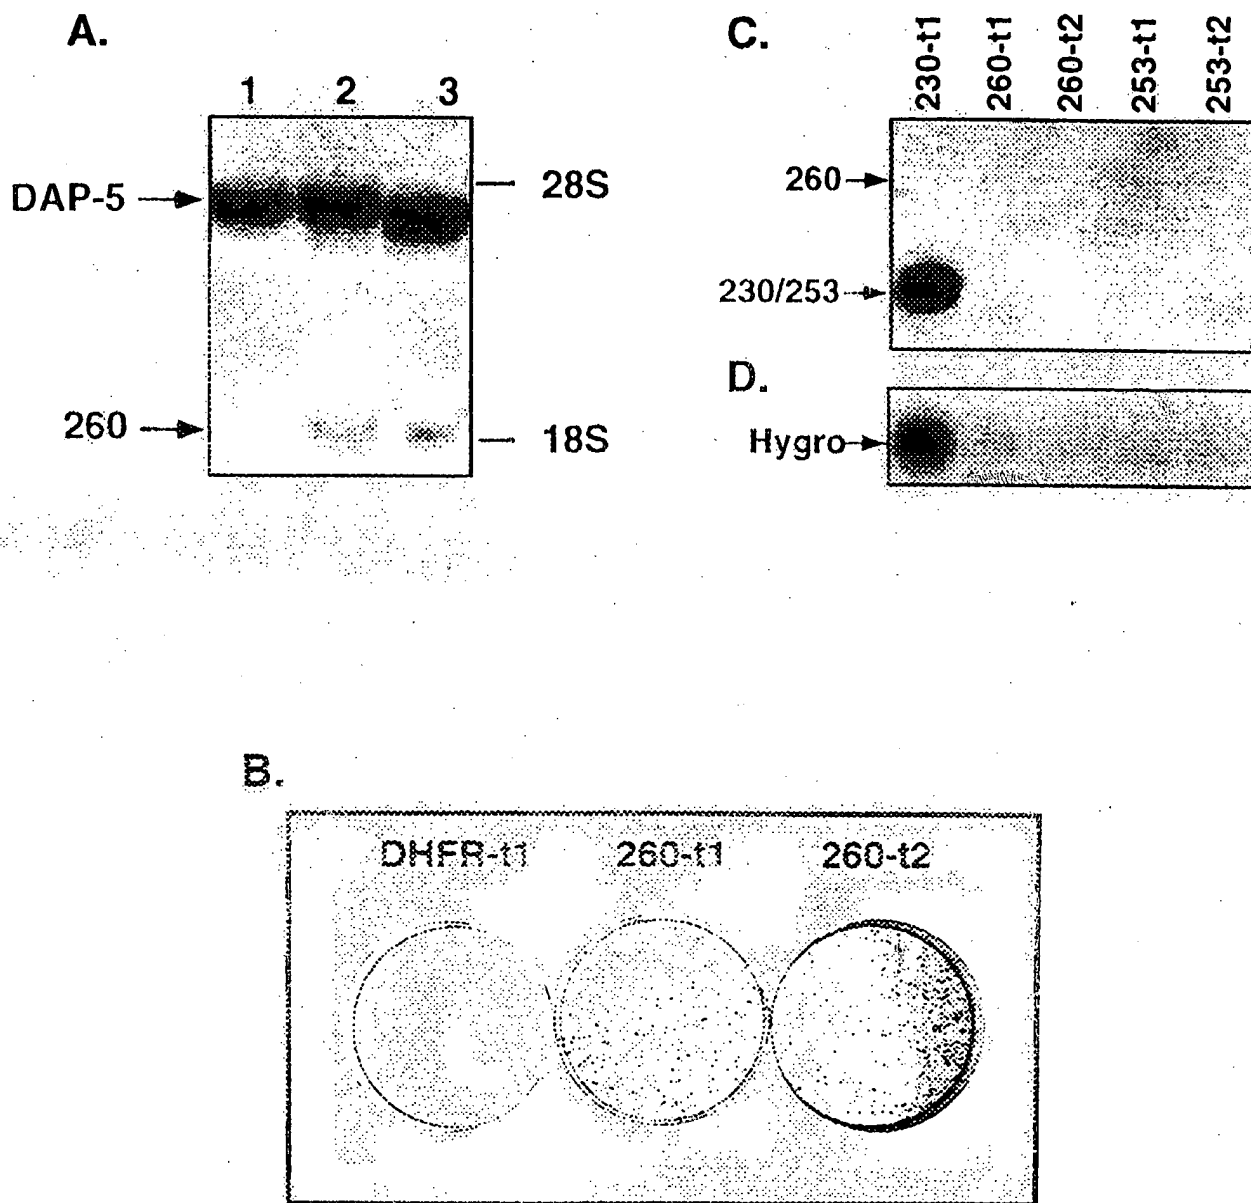 A.
1 2 3
DAP-5
28S
260
18S
C.
230-t1
260-t1
260-t2
253-t1
253-t2
260
230/253
D.
Hygro
B.
DHFR-t1 260-t1 260-t2